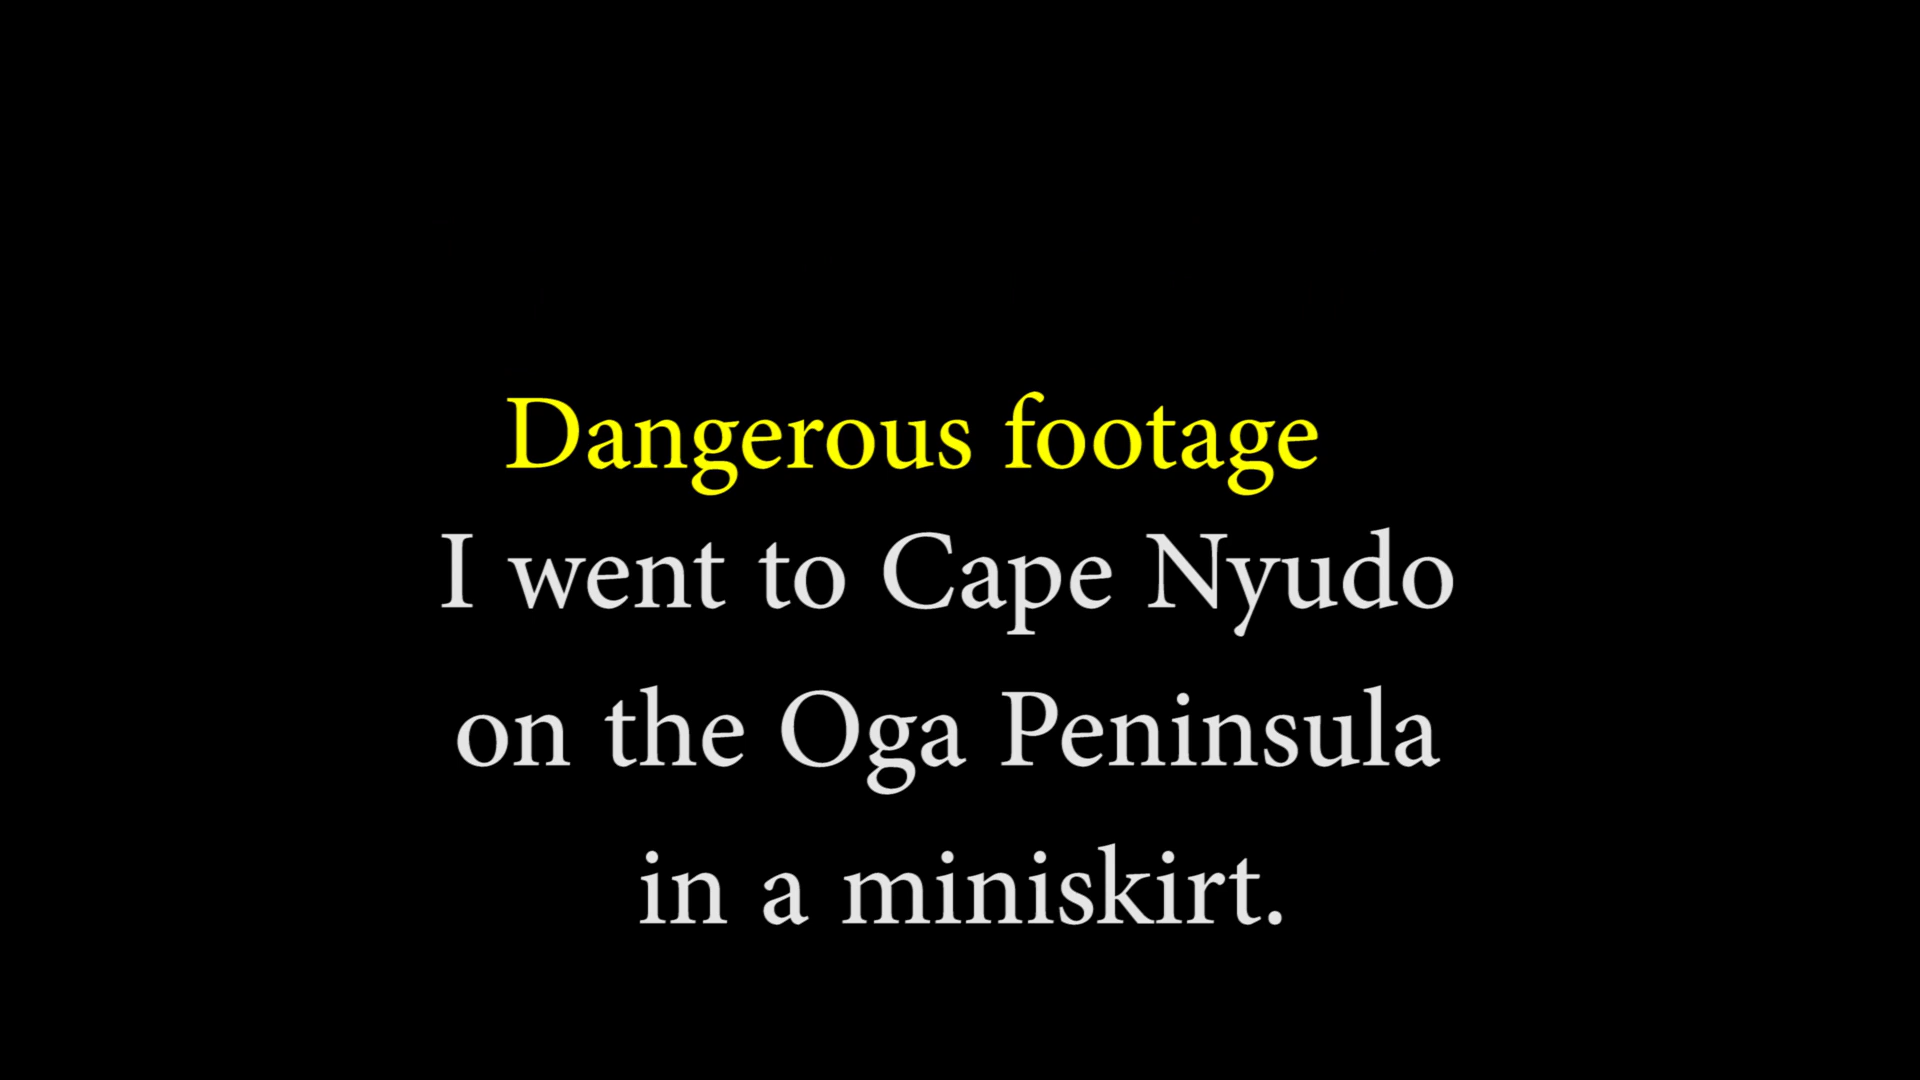 Dangerous footage
I went to Cape Nyudo
on the Oga Peninsula
in a miniskirt.